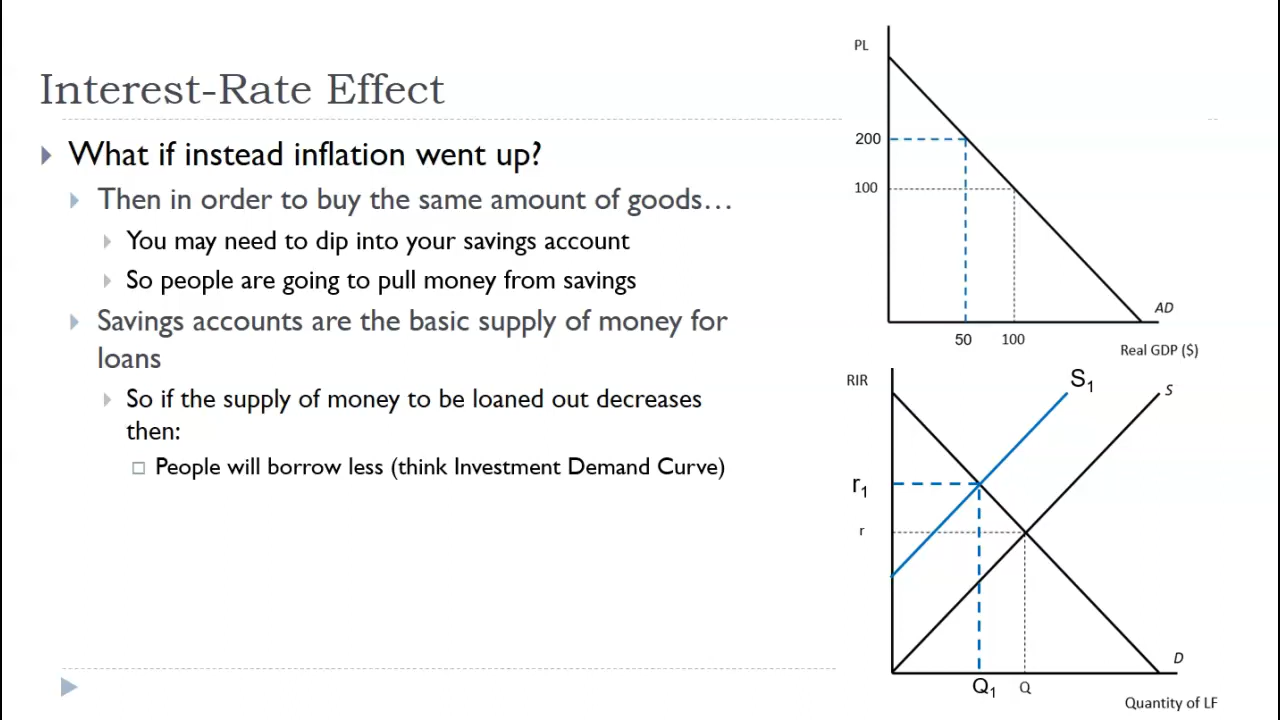 Interest-Rate Effect
What if instead inflation went up?
Then in order to buy the same amount of goods…
You may need to dip into your savings account
So people are going to pull money from savings
Savings accounts are the basic supply of money for
loans
So if the supply of money to be loaned out decreases
then:
People will borrow less (think Investment Demand Curve)
PL
200
100
AD
50 100
Real GDP ($)
RIR
S₁
S
r₁
r
D
Q₁ Q
Quantity of LF